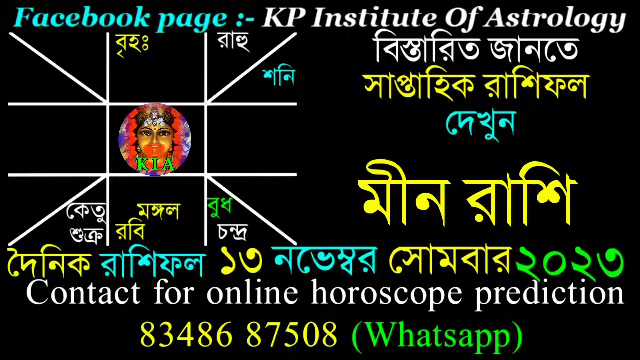 Facebook page :- KP Institute Of Astrology
বৃহঃ
রাহু
শনি
KIA
কেতু
শুক্র
মঙ্গল
রবি
বুধ
চন্দ্র
বিস্তারিত জানতে
সাপ্তাহিক রাশিফল
দেখুন
মীন রাশি
দৈনিক রাশিফল ১৩ নভেম্বর সোমবার ২০২৩
Contact for online horoscope prediction
83486 87508 (Whatsapp)